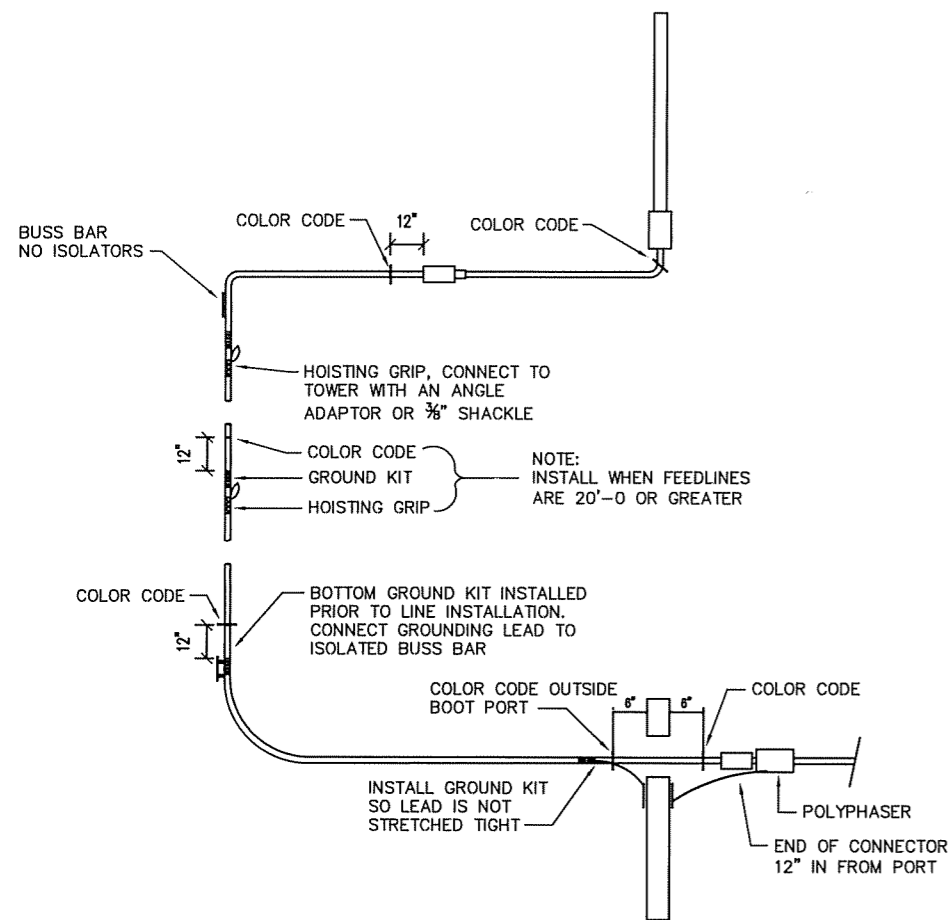 COLOR CODE
12"
COLOR CODE
BUSS BAR
NO ISOLATORS
HOISTING GRIP, CONNECT TO
TOWER WITH AN ANGLE
ADAPTOR OR ⅜" SHACKLE
12"
COLOR CODE
GROUND KIT
HOISTING GRIP
NOTE:
INSTALL WHEN FEEDLINES
ARE 20'-0 OR GREATER
COLOR CODE
12"
BOTTOM GROUND KIT INSTALLED
PRIOR TO LINE INSTALLATION.
CONNECT GROUNDING LEAD TO
ISOLATED BUSS BAR
COLOR CODE OUTSIDE
BOOT PORT
6"
6"
COLOR CODE
INSTALL GROUND KIT
SO LEAD IS NOT
STRETCHED TIGHT
POLYPHASER
END OF CONNECTOR
12" IN FROM PORT